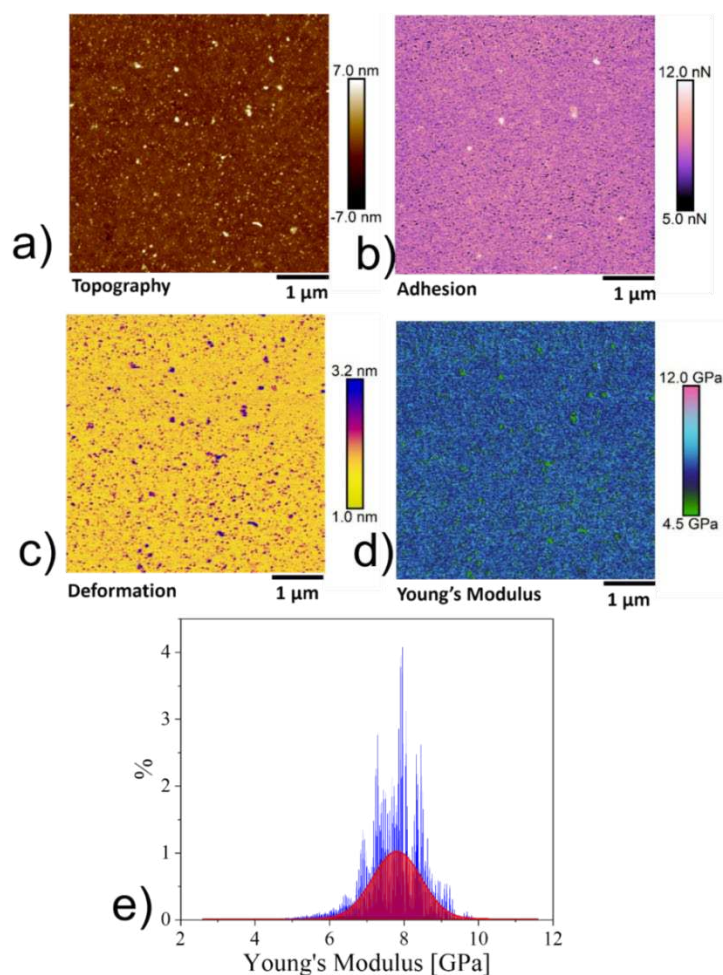 7.0 nm
-7.0 nm
a)
Topography
1 µm
12.0 nN
5.0 nN
b)
Adhesion
1 µm
3.2 nm
1.0 nm
c)
Deformation
1 µm
12.0 GPa
4.5 GPa
d)
Young's Modulus
1 µm
4
3
2
1
0
%
e)
2 4 6 8 10 12
Young's Modulus [GPa]